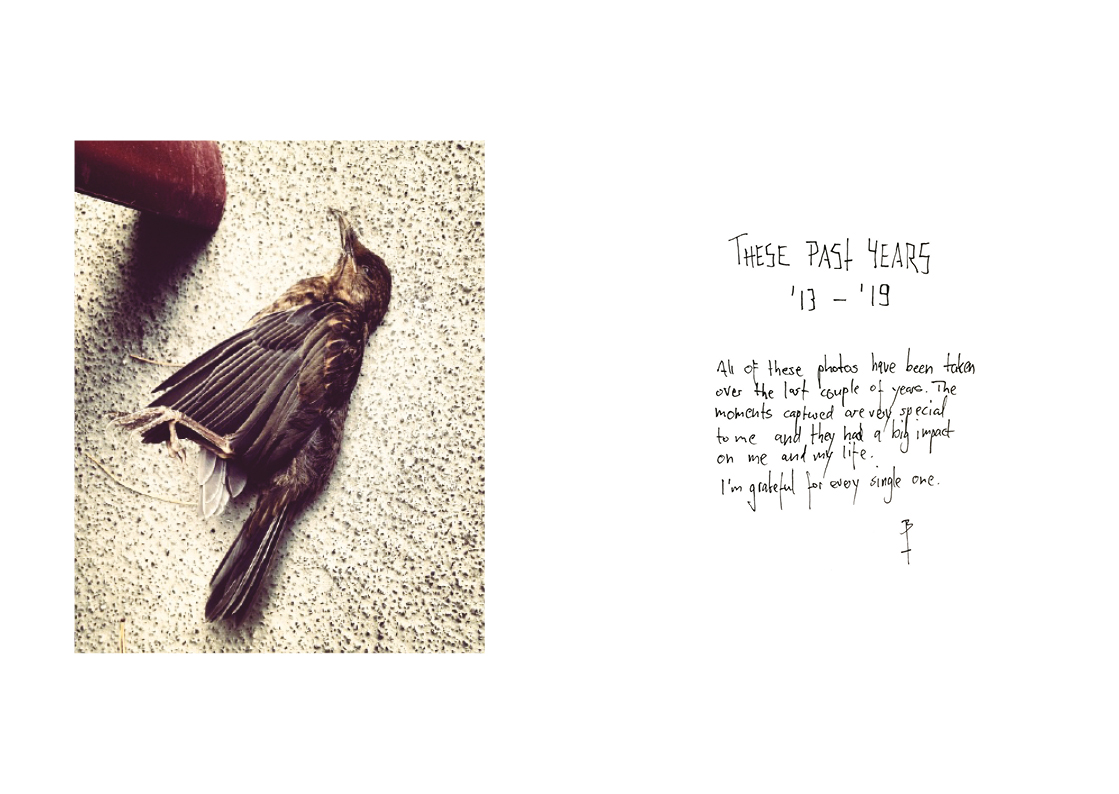 THESE PAST YEARS
'13 – '19
All of these photos have been taken
over the last couple of years. The
moments captured are very special
to me and they had a big impact
on me and my life.
I'm grateful for every single one.